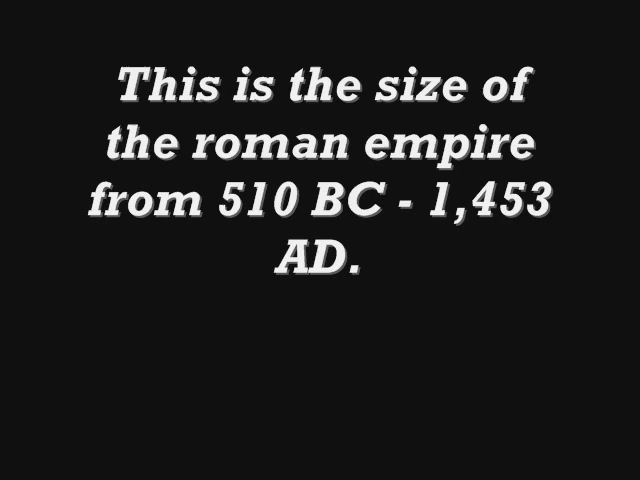 This is the size of
the roman empire
from 510 BC - 1,453
AD.